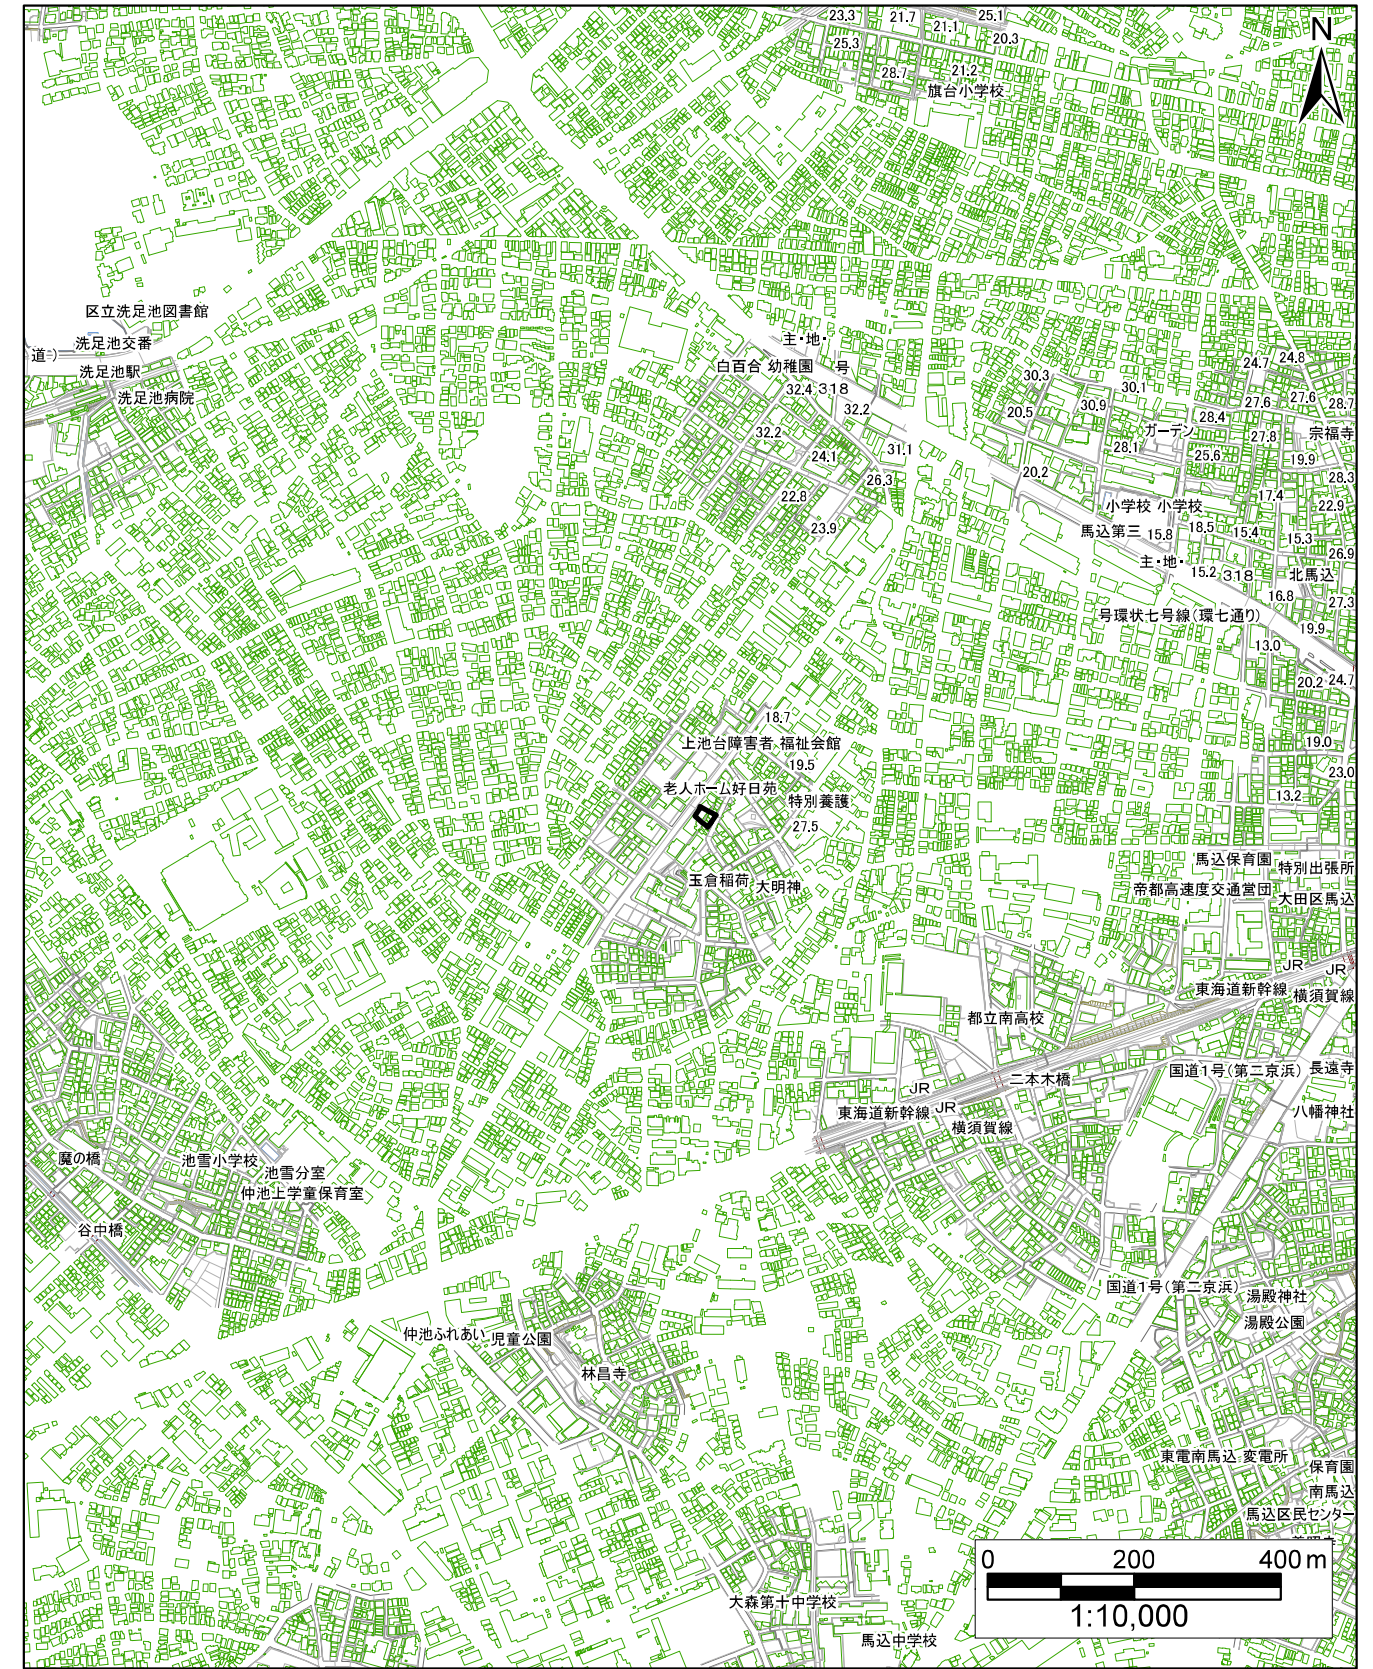 23.3
21.7
25.1
21.1
20.3
25.3
28.7
21.2
旗台小学校
N
区立洗足池図書館
洗足池交番
道)
洗足池駅
洗足池病院
主・地・
白百合 幼稚園
号
32.4
318
32.2
32.2
31.1
24.1
26.3
22.8
23.9
30.3
30.1
20.5
30.9
28.1
ガーデン
28.4
25.6
20.2
24.7
24.8
27.6
27.6
28.7
27.8
宗福寺
19.9
28.3
17.4
22.9
小学校 小学校
馬込第三
15.8
18.5
15.4
15.3
26.9
主・地・
15.2
318
北馬込
16.8
27.3
号環状七号線(環七通り)
19.9
13.0
20.2
24.7
19.0
23.0
13.2
18.7
上池台障害者 福祉会館
19.5
老人ホーム好日苑
特別養護
27.5
玉倉稲荷
大明神
馬込保育園
特別出張所
帝都高速度交通営団
大田区馬込
JR
JR
東海道新幹線
横須賀線
都立南高校
二本木橋
国道1号(第二京浜)
長遠寺
JR
JR
東海道新幹線
横須賀線
八幡神社
魔の橋
池雪小学校
池雪分室
仲池上学童保育室
谷中橋
国道1号(第二京浜)
湯殿神社
湯殿公園
仲池ふれあい
児童公園
林昌寺
東電南馬込 変電所
保育園
南馬込
馬込区民センター
大森第十中学校
馬込中学校
0 200 400m
1:10,000